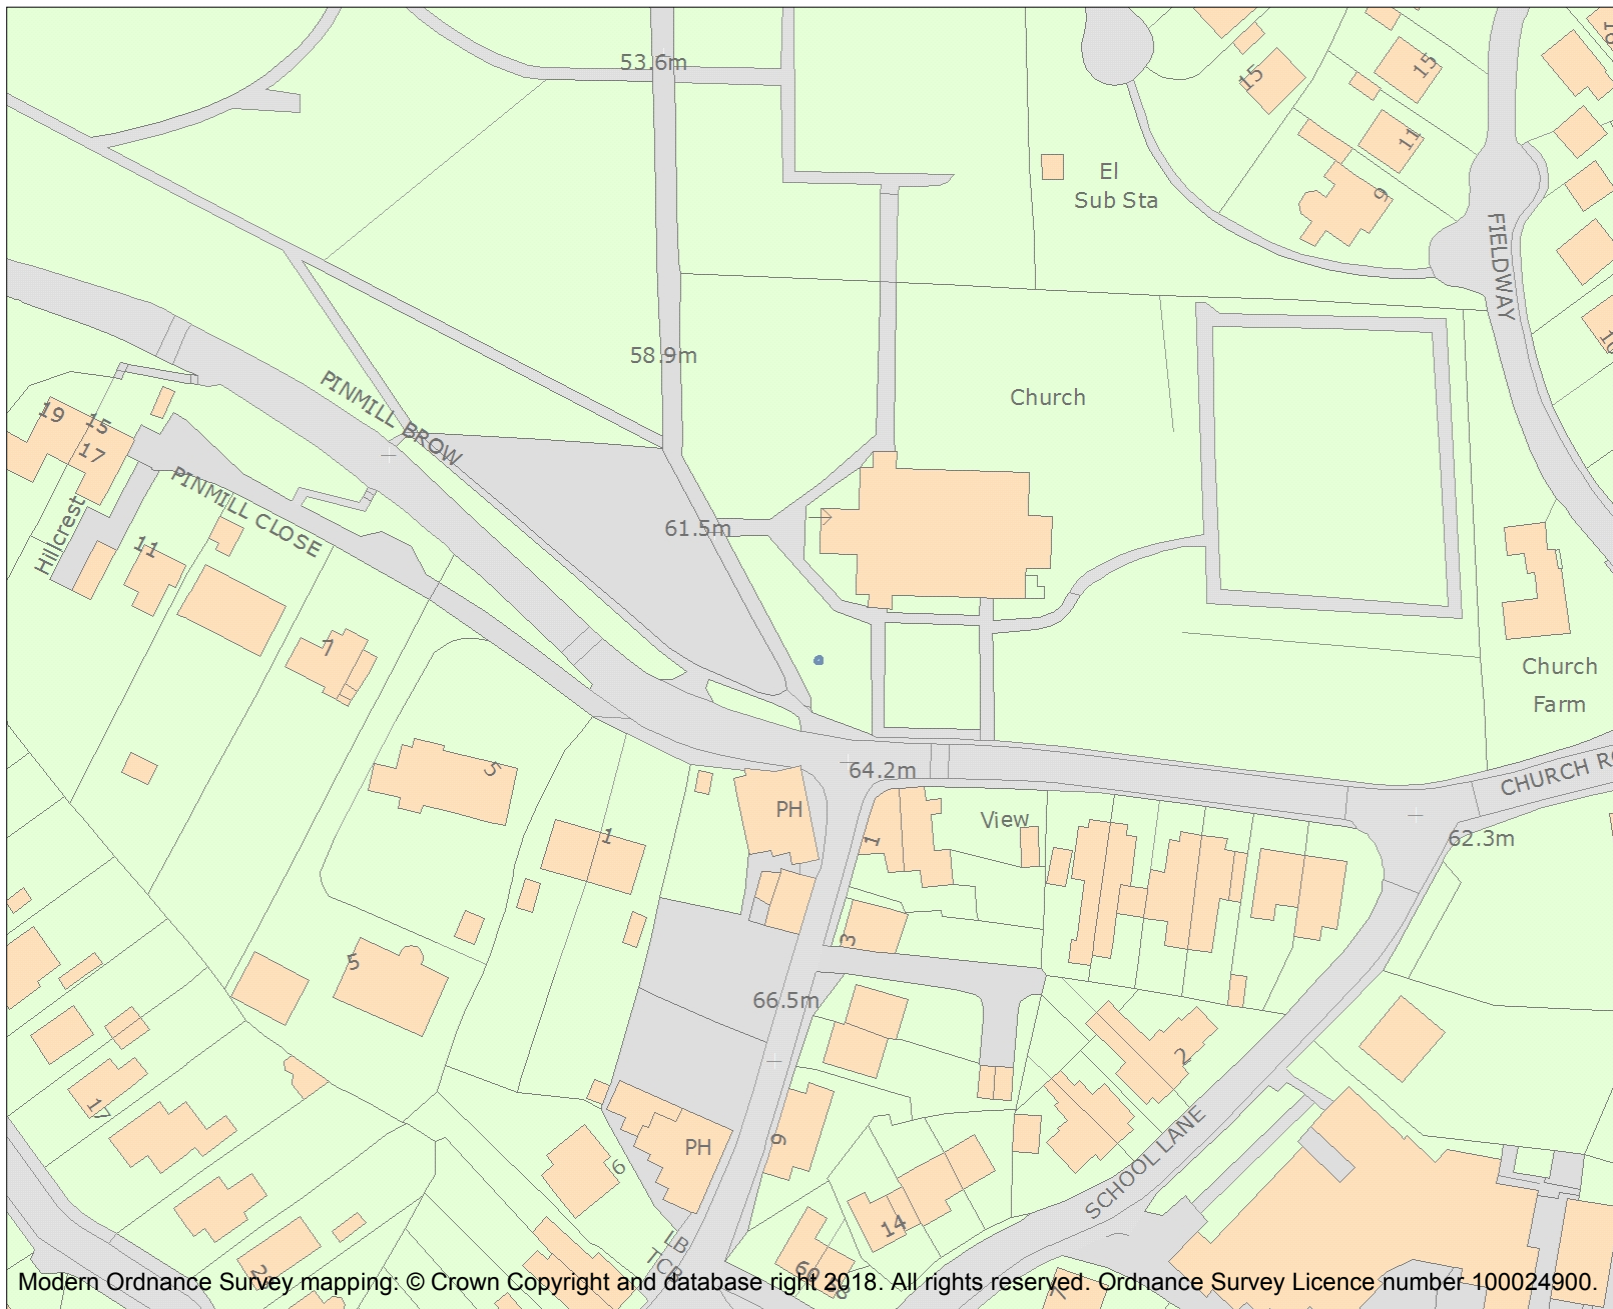 53.6m
15
15
11
9
El
Sub Sta
FIELDWAY
58.9m
Church
PINMILL BROW
19
15
17
PINMILL CLOSE
Hillcrest
11
61.5m
7
Church
Farm
5
64.2m
PH
View
1
1
62.3m
3
5
66.5m
2
17
PH
9
6
SCHOOL LANE
14
LB
TCB
Modern Ordnance Survey mapping: © Crown Copyright and database right 2018. All rights reserved. Ordnance Survey Licence number 100024900.